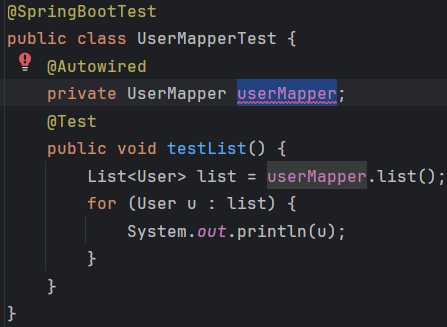 @SpringBootTest
public class UserMapperTest {
    @Autowired
    private UserMapper userMapper;
    @Test
    public void testList() {
        List<User> list = userMapper.list();
        for (User u : list) {
            System.out.println(u);
        }
    }
}